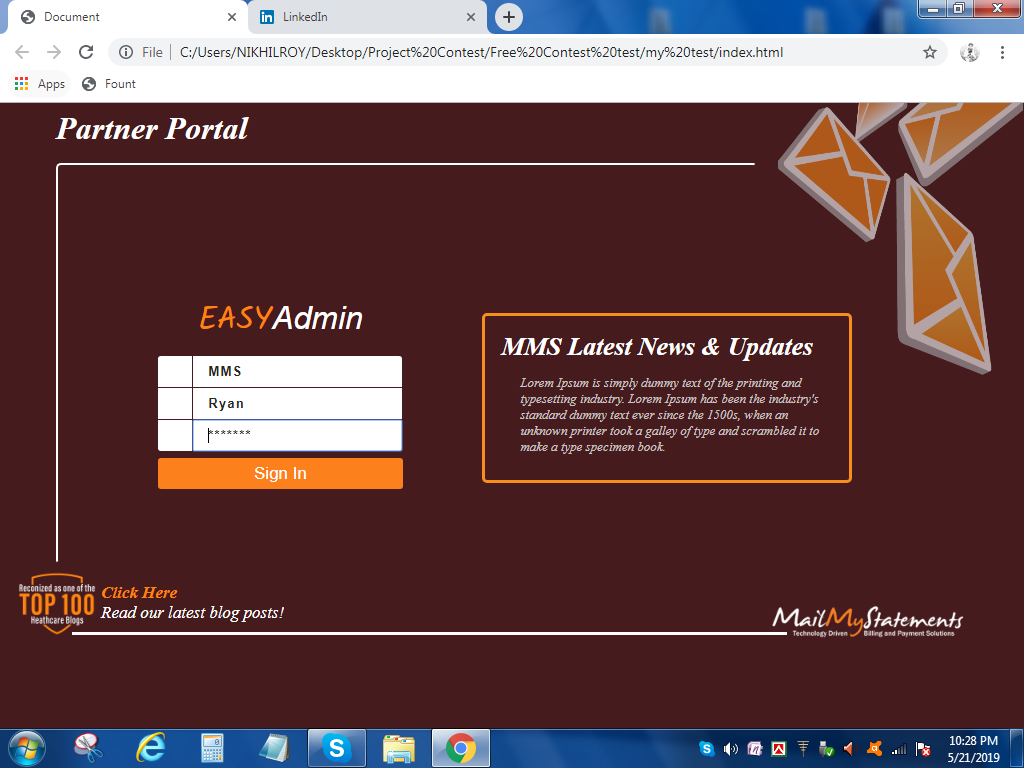 Document
LinkedIn
File
C:/Users/NIKHILROY/Desktop/Project%20Contest/Free%20Contest%20test/my%20test/index.html
Apps
Fount
Partner Portal
EASYAdmin
MMS
Ryan
*******
Sign In
MMS Latest News & Updates
Lorem Ipsum is simply dummy text of the printing and
typesetting industry. Lorem Ipsum has been the industry's
standard dummy text ever since the 1500s, when an
unknown printer took a galley of type and scrambled it to
make a type specimen book.
Reconized as one of the
TOP 100
Heathcare Blogs
Click Here
Read our latest blog posts!
MailMyStatements
Technology Driven Billing and Payment Solutions
10:28 PM
5/21/2019